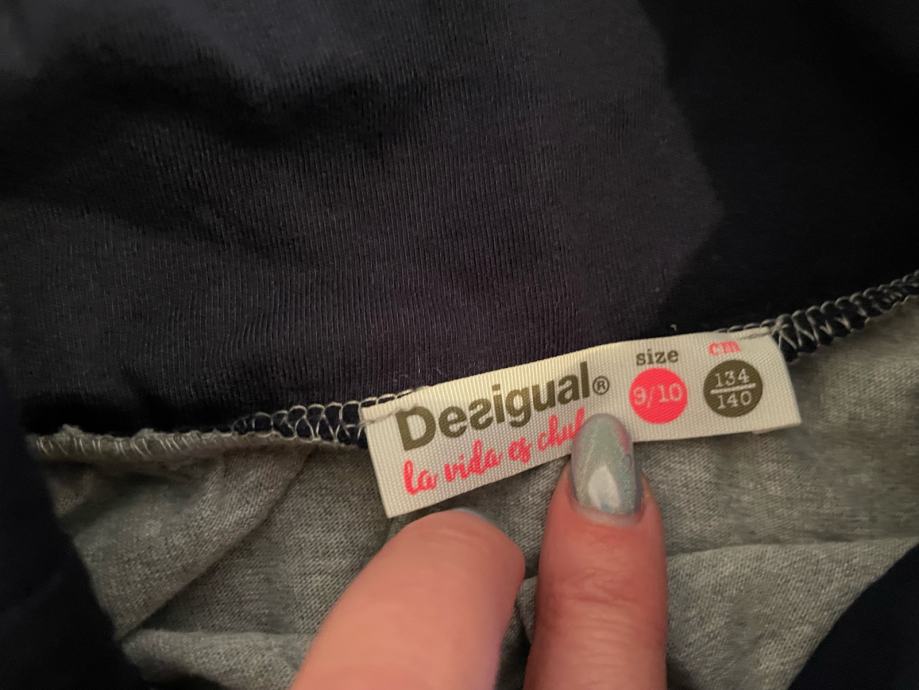 Desigual®
la vida es
size
9/10
cm
134
140